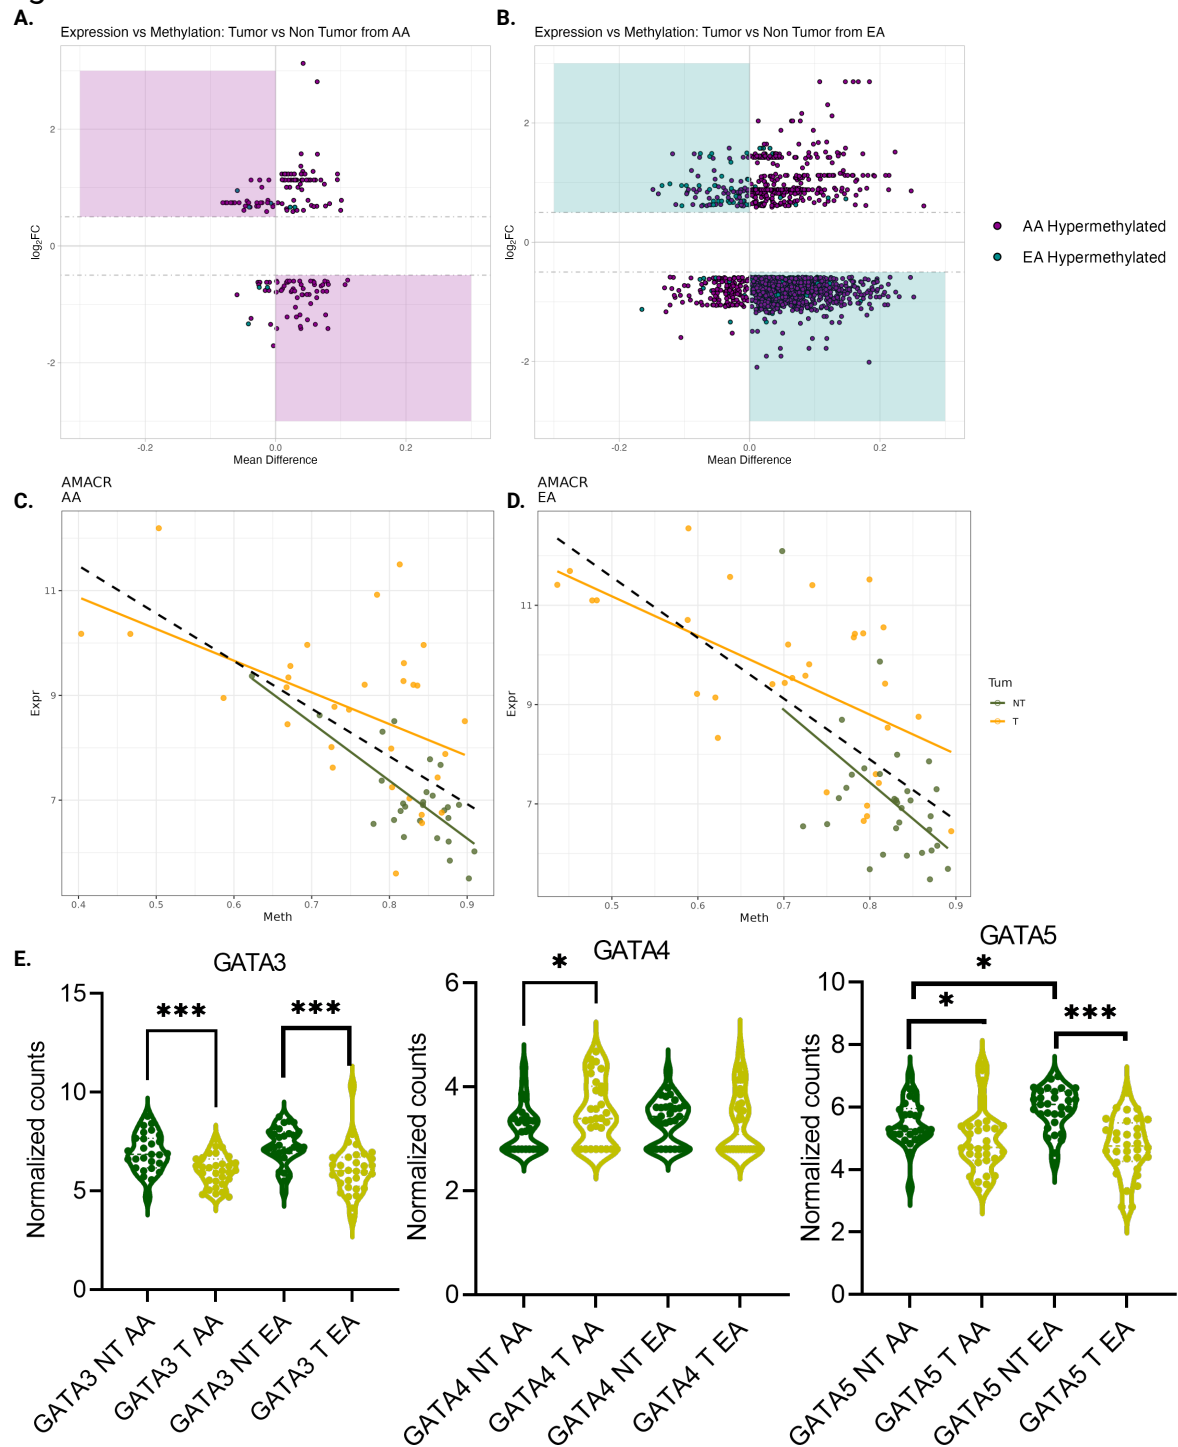 A.
Expression vs Methylation: Tumor vs Non Tumor from AA
2
0
-2
log2FC
-0.2
0.0
0.2
Mean Difference
B.
Expression vs Methylation: Tumor vs Non Tumor from EA
2
0
-2
log2FC
-0.2
0.0
0.2
Mean Difference
AA Hypermethylated
EA Hypermethylated
C.
AMACR
AA
11
9
7
Expr
0.4
0.5
0.6
0.7
0.8
0.9
Meth
D.
AMACR
EA
11
9
7
Expr
0.5
0.6
0.7
0.8
0.9
Meth
Tum
NT
T
E.
GATA3
***
***
15
10
5
0
Normalized counts
GATA3 NT AA
GATA3 T AA
GATA3 NT EA
GATA3 T EA
GATA4
*
6
4
2
0
Normalized counts
GATA4 NT AA
GATA4 T AA
GATA4 NT EA
GATA4 T EA
GATA5
*
*
***
10
8
6
4
2
0
Normalized counts
GATA5 NT AA
GATA5 T AA
GATA5 NT EA
GATA5 T EA